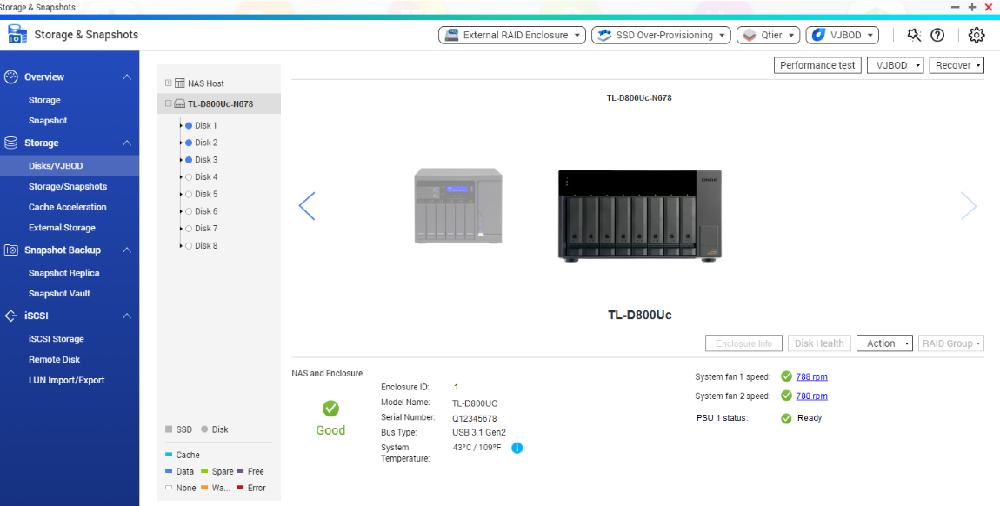 Storage & Snapshots
Storage & Snapshots
External RAID Enclosure
SSD Over-Provisioning
Qtier
VJBOD
Overview
Storage
Snapshot
Storage
Disks/VJBOD
Storage/Snapshots
Cache Acceleration
External Storage
Snapshot Backup
Snapshot Replica
Snapshot Vault
iSCSI
iSCSI Storage
Remote Disk
LUN Import/Export
NAS Host
TL-D800Uc-N678
Disk 1
Disk 2
Disk 3
Disk 4
Disk 5
Disk 6
Disk 7
Disk 8
SSD
Disk
Cache
Data
Spare
Free
None
Wa...
Error
Performance test
VJBOD
Recover
TL-D800Uc-N678
QNAP
TL-D800Uc
Enclosure Info
Disk Health
Action
RAID Group
NAS and Enclosure
Good
Enclosure ID: 1
Model Name: TL-D800UC
Serial Number: Q12345678
Bus Type: USB 3.1 Gen2
System Temperature: 43°C / 109°F
System fan 1 speed: 788 rpm
System fan 2 speed: 788 rpm
PSU 1 status: Ready